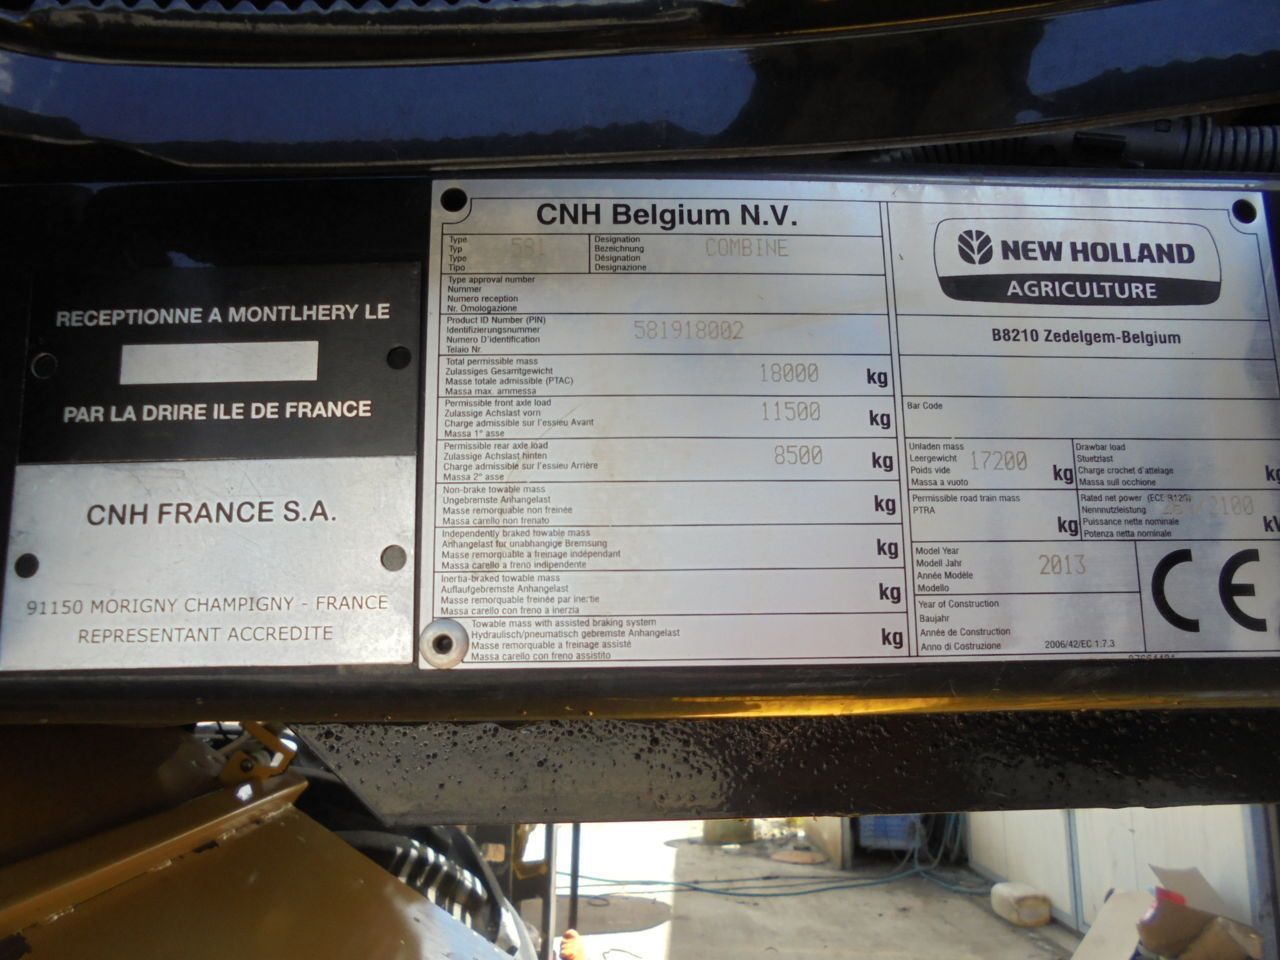 RECEPTIONNE A MONTLHERY LE
PAR LA DRIRE ILE DE FRANCE
CNH FRANCE S.A.
91150 MORIGNY CHAMPIGNY - FRANCE
REPRESENTANT ACCREDITE
CNH Belgium N.V.
Type
Typ
Type
Tipo
581
Designation
Bezeichnung
Désignation
Designazione
COMBINE
Type approval number
Nummer
Numero reception
Nr. Omologazione
Product ID Number (PIN)
Identifizierungsnummer
Numero D'identification
Telaio Nr.
581918002
Total permissible mass
Zulassiges Gesamtgewicht
Masse totale admissible (PTAC)
Massa max. ammessa
18000 kg
Permissible front axle load
Zulassige Achslast vorn
Charge admissible sur l'essieu Avant
Massa 1° asse
11500 kg
Permissible rear axle load
Zulassige Achslast hinten
Charge admissible sur l'essieu Arrière
Massa 2° asse
8500 kg
Non-brake towable mass
Ungebremste Anhangelast
Masse remorquable non freinée
Massa carello non frenato
kg
Independently braked towable mass
Anhangelast fur unabhangige Bremsung
Masse remorquable a freinage indépendant
Massa carello a freno indipendente
kg
Inertia-braked towable mass
Auflaufgebremste Anhangelast
Masse remorquable freinée par inertie
Massa carello con freno a inerzia
kg
Towable mass with assisted braking system
Hydraulisch/pneumatisch gebremste Anhangelast
Masse remorquable a freinage assisté
Massa carello con freno assistito
kg
NEW HOLLAND
AGRICULTURE
B8210 Zedelgem-Belgium
Bar Code
Unladen mass
Leergewicht
Poids vide
Massa a vuoto
17200 kg
Drawbar load
Stuetzlast
Charge crochet d'attelage
Massa sull occhione
Permissible road train mass
PTRA
kg
Rated net power (ECE R120)
Nennnutzleistung
Puissance nette nominale
Potenza netta nominale
2100
Model Year
Modell Jahr
Année Modèle
Modello
2013
CE
Year of Construction
Baujahr
Année de Construction
Anno di Costruzione
2006/42/EC 1.7.3